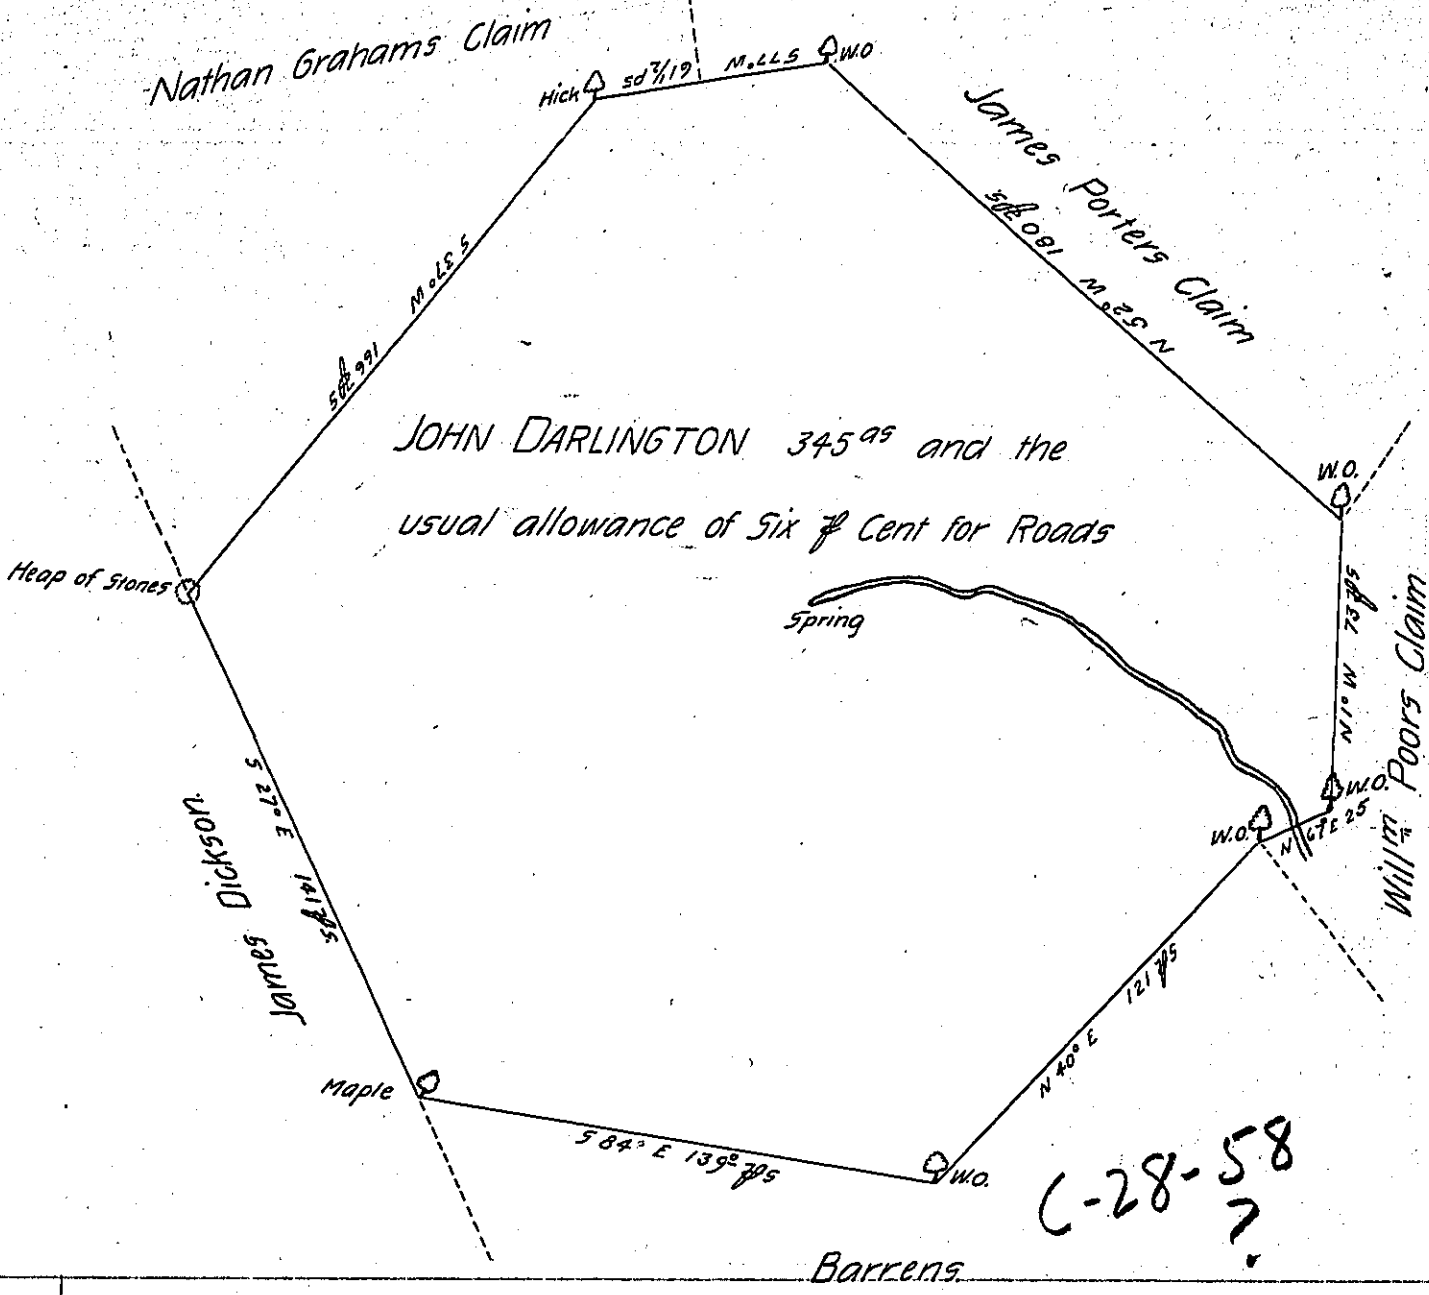 Nathan Grahams Claim
Hick
S 77° W
W.O
James Porters Claim
N 52° W 180 ps
S 37° W 166 ps
JOHN DARLINGTON 345 as and the
usual allowance of Six ⅌ Cent for Roads
W.O.
Heap of Stones
Spring
N 1° W 73 ps
Will^m Poors Claim
W.O.
W.O.
N 67 E 25
James Dickson.
S 27° E 141 ps
N 40° E 121 ps
Maple
S 84° E 139 ps
W.O.
C-28-58
?
Barrens